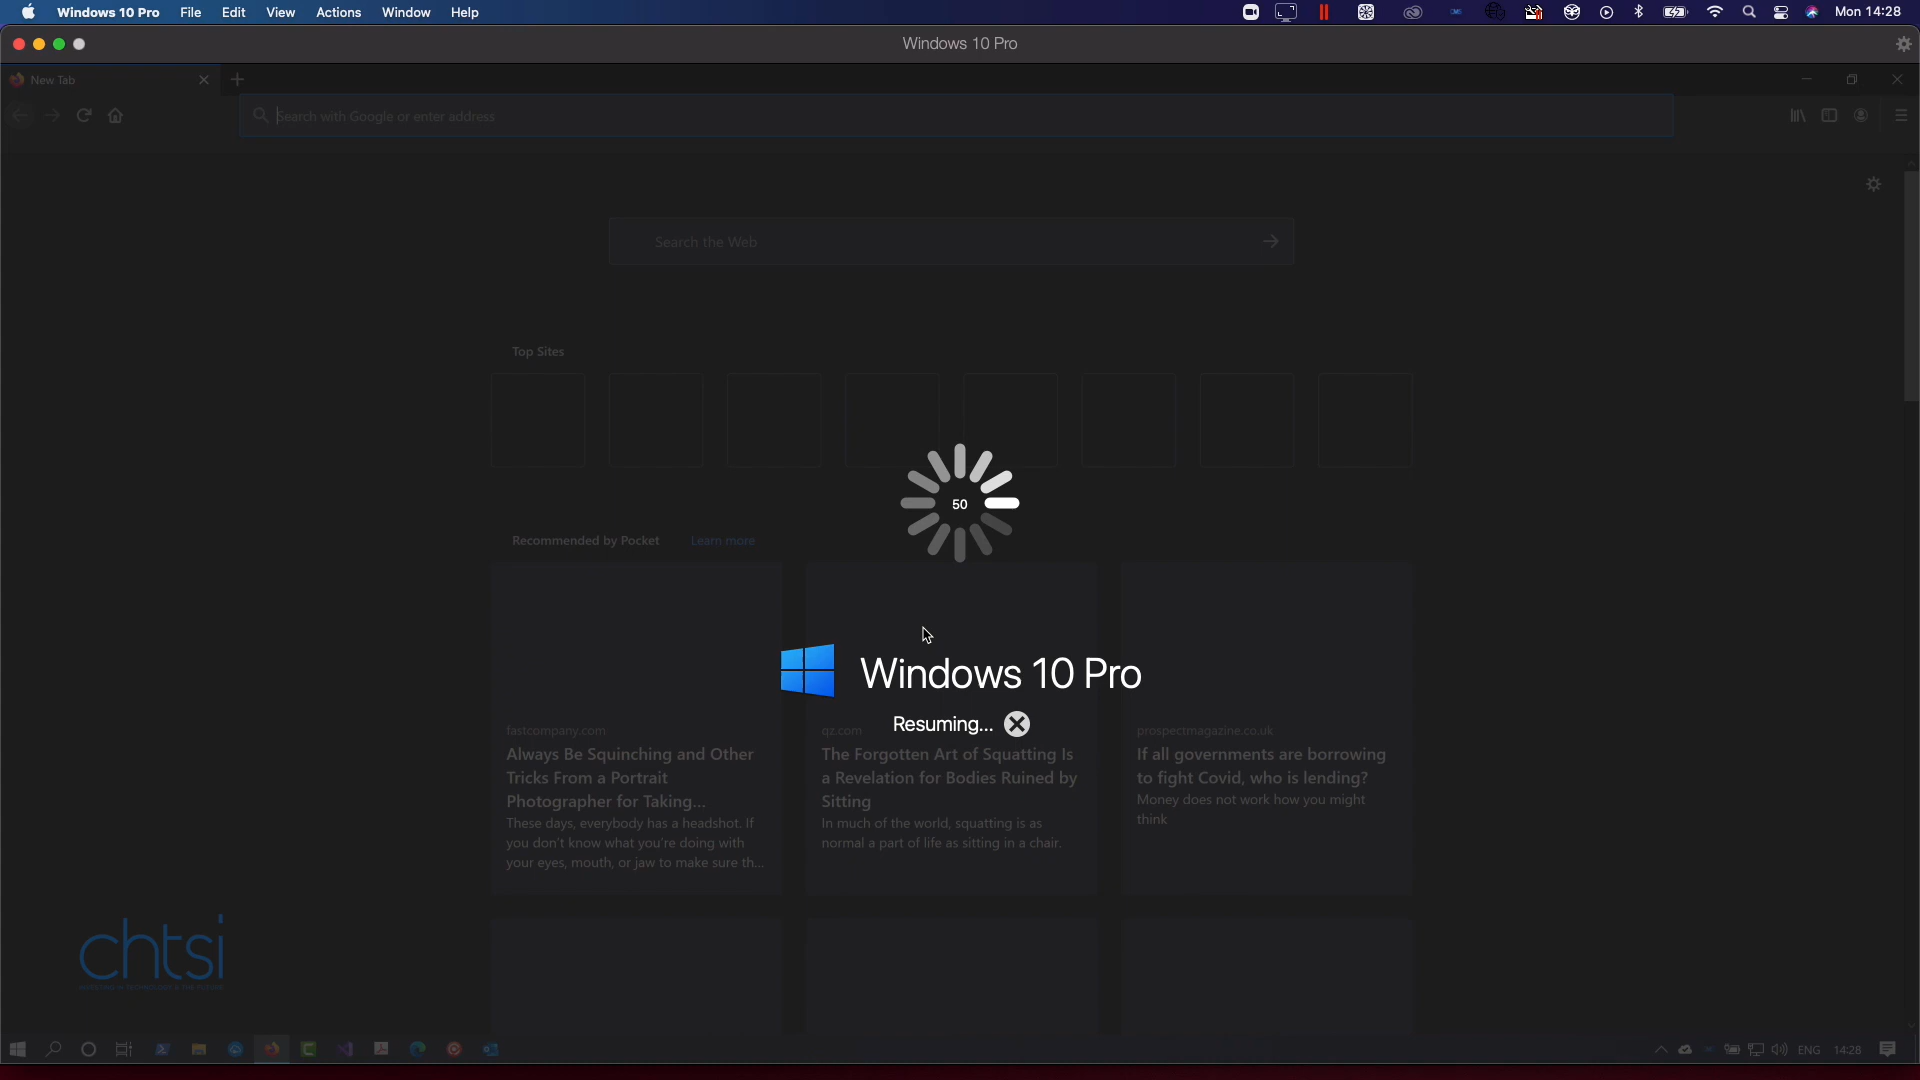 Windows 10 Pro File Edit View Actions Window Help Mon 14:28
Windows 10 Pro
New Tab
Search with Google or enter address
Search the Web
Top Sites
50
Recommended by Pocket Learn more
Windows 10 Pro
Resuming...
fastcompany.com
Always Be Squinching and Other
Tricks From a Portrait
Photographer for Taking...
These days, everybody has a headshot. If
you don't know what you're doing with
your eyes, mouth, or jaw to make sure th...
qz.com
The Forgotten Art of Squatting Is
a Revelation for Bodies Ruined by
Sitting
In much of the world, squatting is as
normal a part of life as sitting in a chair.
prospectmagazine.co.uk
If all governments are borrowing
to fight Covid, who is lending?
Money does not work how you might
think
chtsi
ENG 14:28